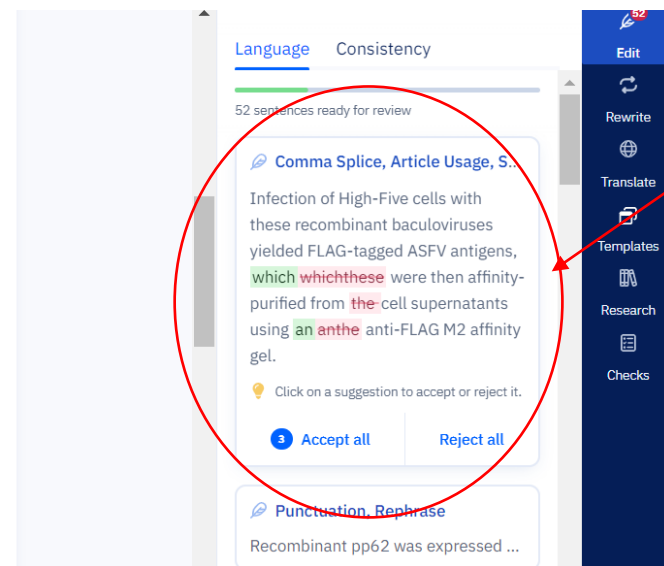 52
Edit
Language Consistency
52 sentences ready for review
Rewrite
Comma Splice, Article Usage, S...
Translate
Infection of High-Five cells with
these recombinant baculoviruses
yielded FLAG-tagged ASFV antigens,
which whichthese were then affinity-
purified from the cell supernatants
using an anthe anti-FLAG M2 affinity
gel.
Templates
Research
Checks
Click on a suggestion to accept or reject it.
3 Accept all Reject all
Punctuation, Rephrase
Recombinant pp62 was expressed ...